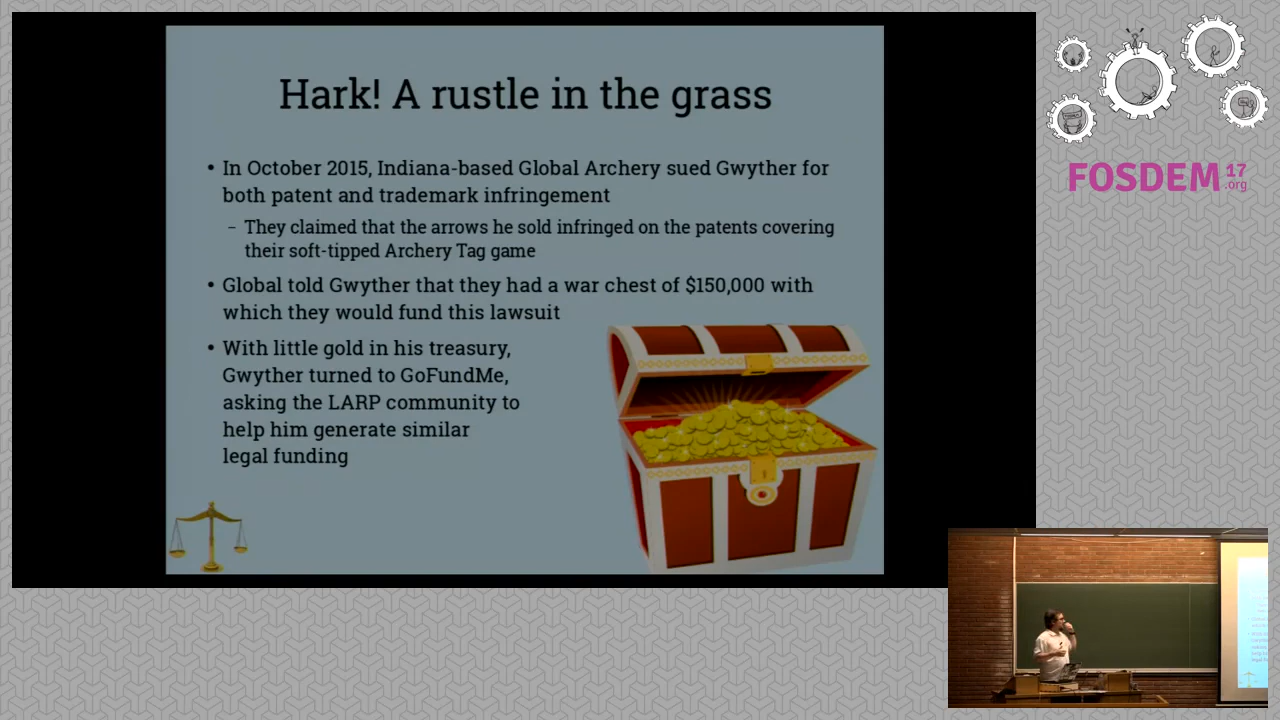 Hark! A rustle in the grass
• In October 2015, Indiana-based Global Archery sued Gwyther for
both patent and trademark infringement
– They claimed that the arrows he sold infringed on the patents covering
their soft-tipped Archery Tag game
• Global told Gwyther that they had a war chest of $150,000 with
which they would fund this lawsuit
• With little gold in his treasury,
Gwyther turned to GoFundMe,
asking the LARP community to
help him generate similar
legal funding
FOSDEM 17
.org